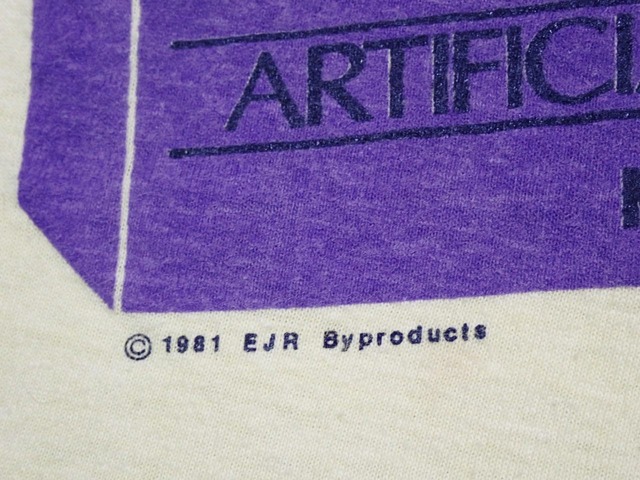 ARTIFICI
© 1981 EJR Byproducts